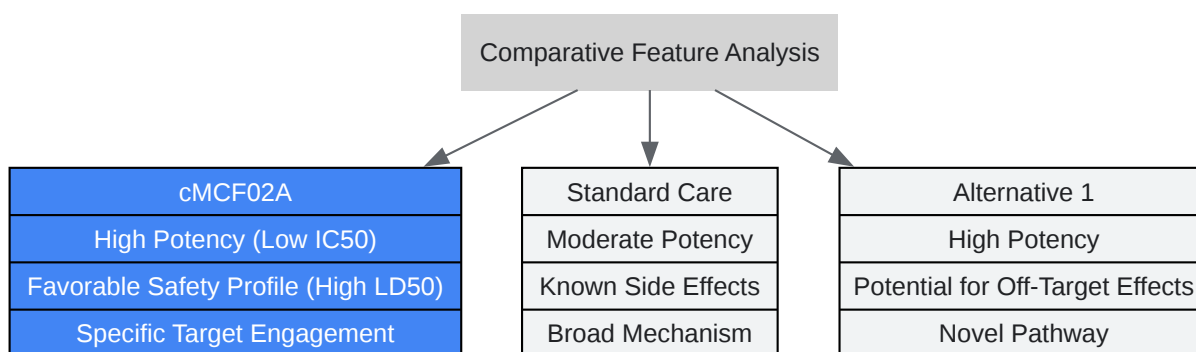 Comparative Feature Analysis
cMCF02A
High Potency (Low IC50)
Favorable Safety Profile (High LD50)
Specific Target Engagement
Standard Care
Moderate Potency
Known Side Effects
Broad Mechanism
Alternative 1
High Potency
Potential for Off-Target Effects
Novel Pathway